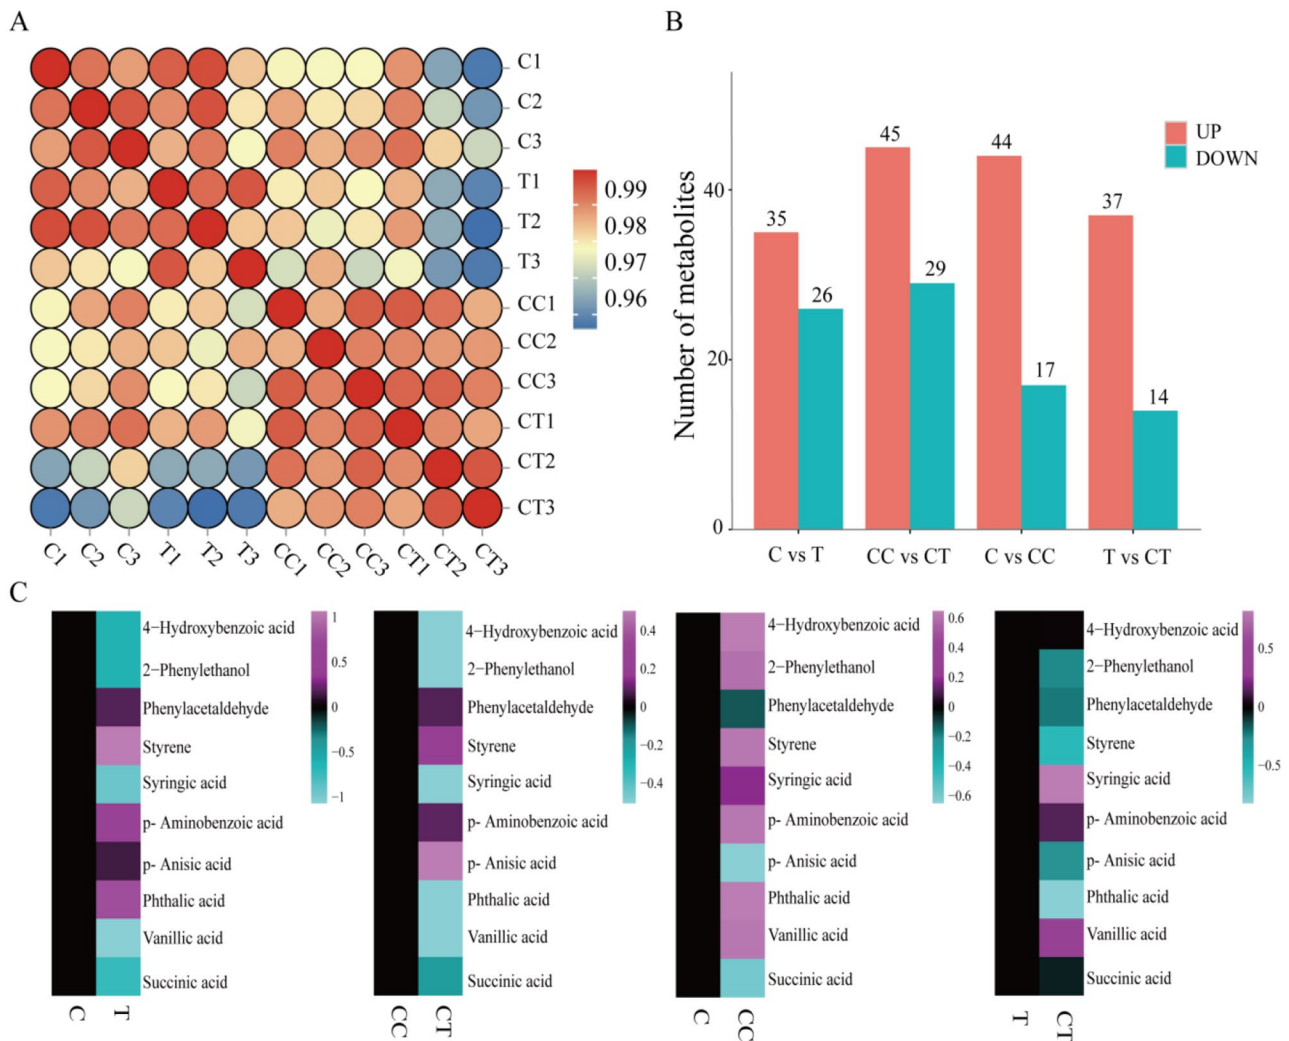 A
C1
C2
C3
T1
T2
T3
CC1
CC2
CC3
CT1
CT2
CT3
C1 C2 C3 T1 T2 T3 CC1 CC2 CC3 CT1 CT2 CT3
0.99
0.98
0.97
0.96
B
Number of metabolites
40
20
0
UP
DOWN
35
26
45
29
44
17
37
14
C vs T CC vs CT C vs CC T vs CT
C
4−Hydroxybenzoic acid
2−Phenylethanol
Phenylacetaldehyde
Styrene
Syringic acid
p- Aminobenzoic acid
p- Anisic acid
Phthalic acid
Vanillic acid
Succinic acid
C T
1
0.5
0
−0.5
−1
4−Hydroxybenzoic acid
2−Phenylethanol
Phenylacetaldehyde
Styrene
Syringic acid
p- Aminobenzoic acid
p- Anisic acid
Phthalic acid
Vanillic acid
Succinic acid
CC CT
0.4
0.2
0
−0.2
−0.4
4−Hydroxybenzoic acid
2−Phenylethanol
Phenylacetaldehyde
Styrene
Syringic acid
p- Aminobenzoic acid
p- Anisic acid
Phthalic acid
Vanillic acid
Succinic acid
C CC
0.6
0.4
0.2
0
−0.2
−0.4
−0.6
4−Hydroxybenzoic acid
2−Phenylethanol
Phenylacetaldehyde
Styrene
Syringic acid
p- Aminobenzoic acid
p- Anisic acid
Phthalic acid
Vanillic acid
Succinic acid
T CT
0.5
0
−0.5